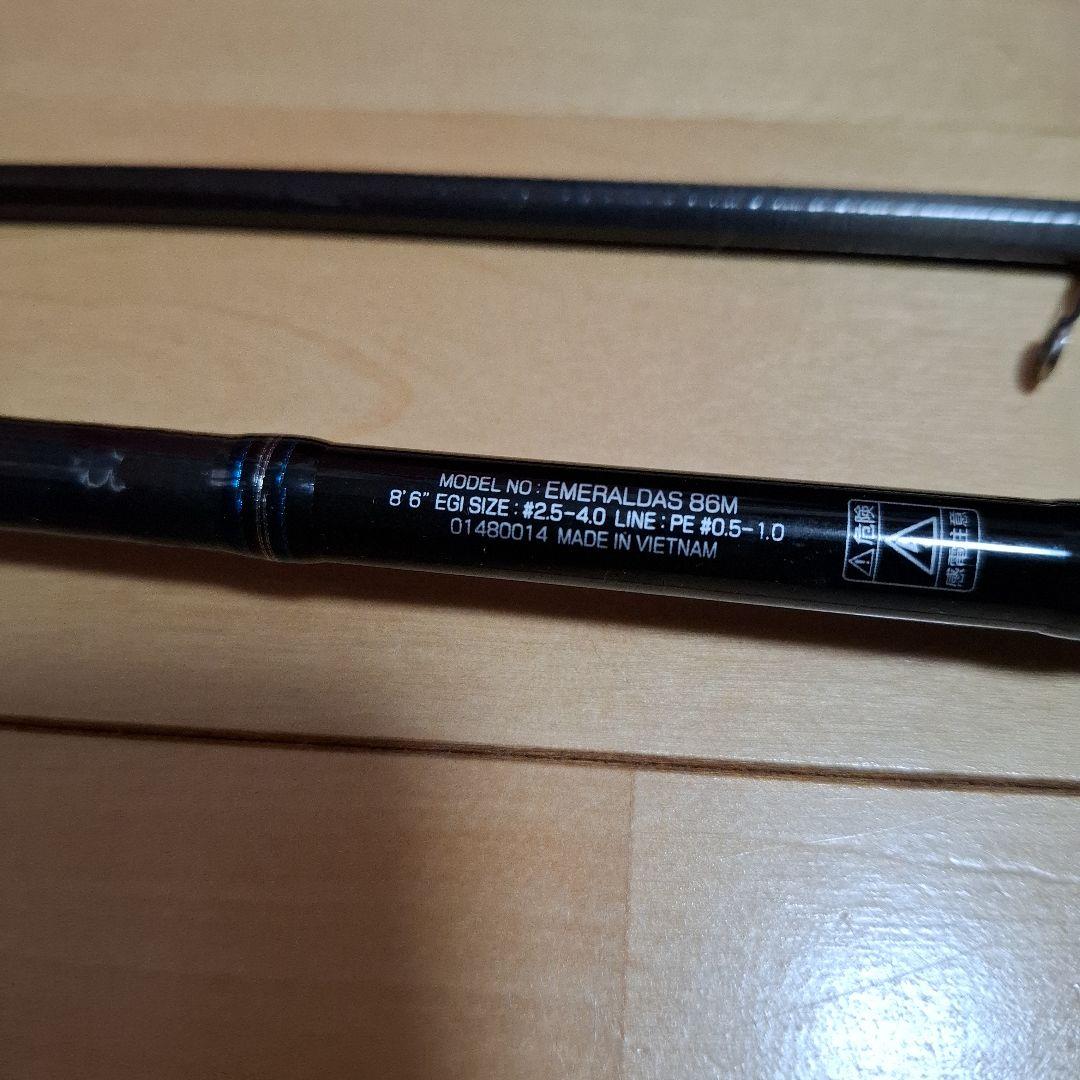 MODEL NO : EMERALDAS 86M
8'6" EGI SIZE : #2.5-4.0 LINE : PE #0.5-1.0
01480014 MADE IN VIETNAM
危険
感電注意